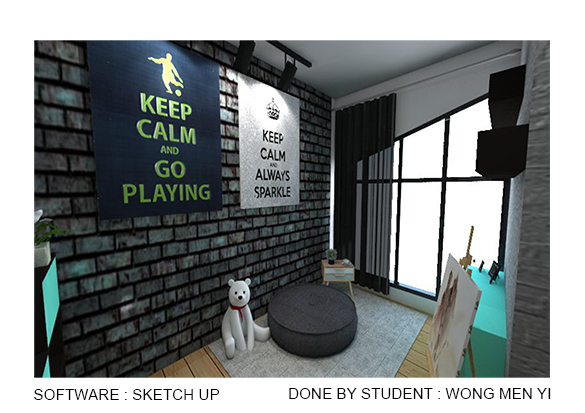 KEEP
CALM
AND
GO
PLAYING
KEEP
CALM
AND
ALWAYS
SPARKLE
SOFTWARE : SKETCH UP
DONE BY STUDENT : WONG MEN YI